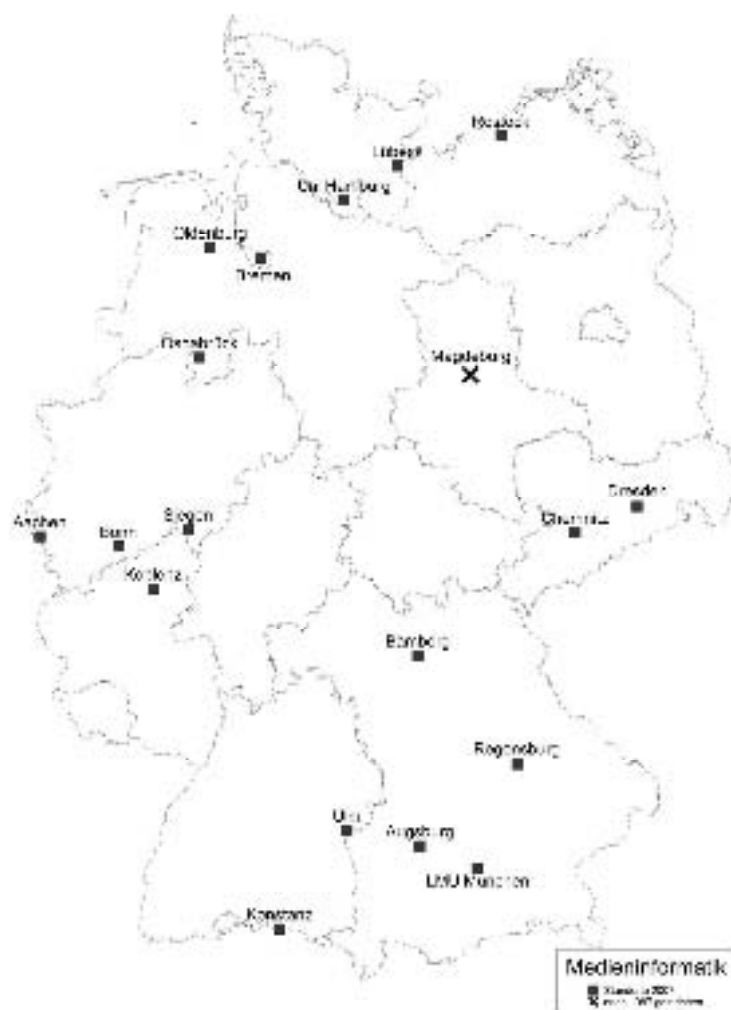 Rostock
Lübeck
Uni Hamburg
Oldenburg
Bremen
Osnabrück
Magdeburg
Dresden
Chemnitz
Siegen
Aachen
Bonn
Koblenz
Bamberg
Regensburg
Ulm
Augsburg
LMU München
Konstanz
Medieninformatik